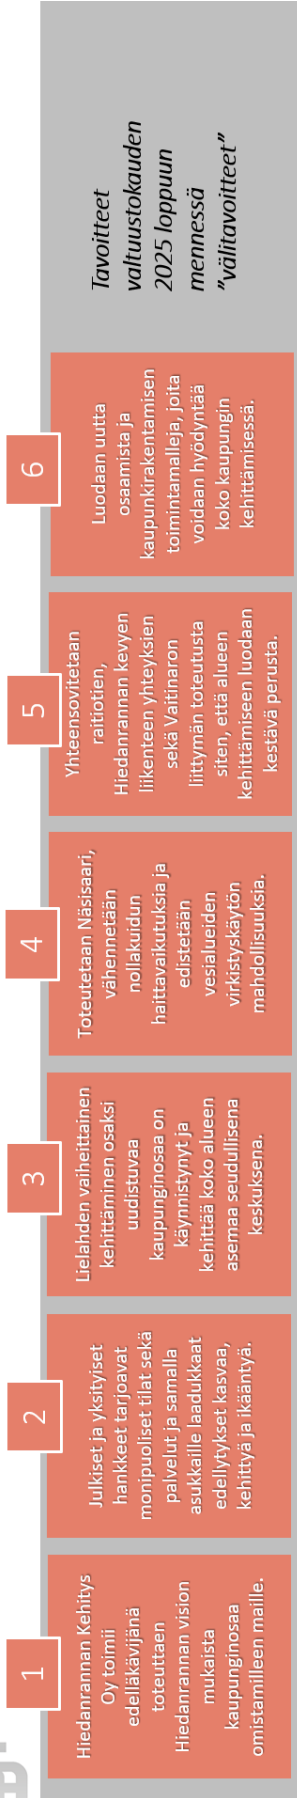 1
Hiedanrannan Kehitys
Oy toimii
edelläkävijänä
toteuttaen
Hiedanrannan vision
mukaista
kaupunginosaa
omistamilleen maille.
2
Julkiset ja yksityiset
hankkeet tarjoavat
monipuoliset tilat sekä
palvelut ja samalla
asukkaille laadukkaat
edellytykset kasvaa,
kehittyä ja ikääntyä.
3
Lielahden vaiheittainen
kehittäminen osaksi
uudistuvaa
kaupunginosaa on
käynnistynyt ja
kehittää koko alueen
asemaa seudullisena
keskuksena.
4
Toteutetaan Näsisaari,
vähennetään
nollakuidun
haittavaikutuksia ja
edistetään
vesialueiden
virkistyskäytön
mahdollisuuksia.
5
Yhteensovitetaan
raitiotien,
Hiedanrannan kevyen
liikenteen yhteyksien
sekä Vaitinaron
liittymän toteutusta
siten, että alueen
kehittämiseen luodaan
kestävä perusta.
6
Luodaan uutta
osaamista ja
kaupunkirakentamisen
toimintamalleja, joita
voidaan hyödyntää
koko kaupungin
kehittämisessä.
Tavoitteet
valtuustokauden
2025 loppuun
mennessä
”välitavoitteet”